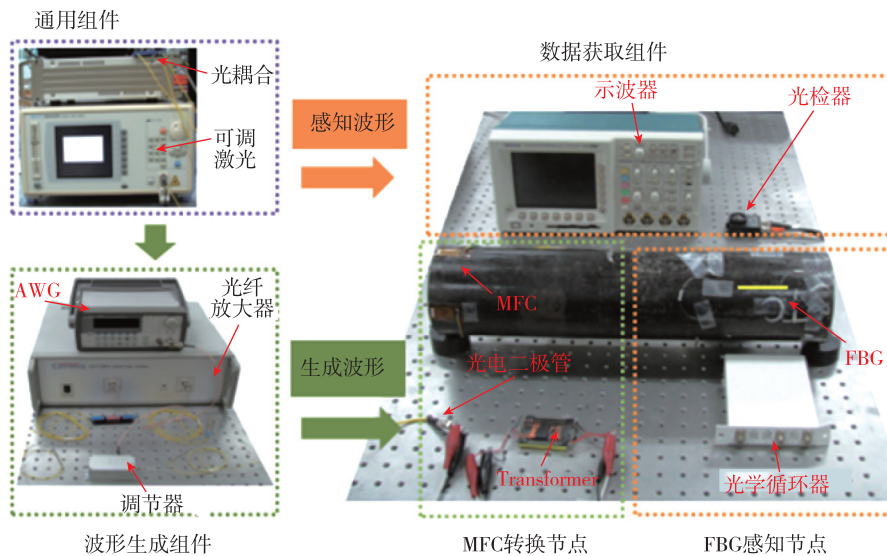 通用组件
光耦合
可调
激光
感知波形
数据获取组件
示波器
光检器
AWG
光纤
放大器
生成波形
MFC
光电二极管
FBG
Transformer
光学循环器
调节器
波形生成组件
MFC转换节点
FBG感知节点